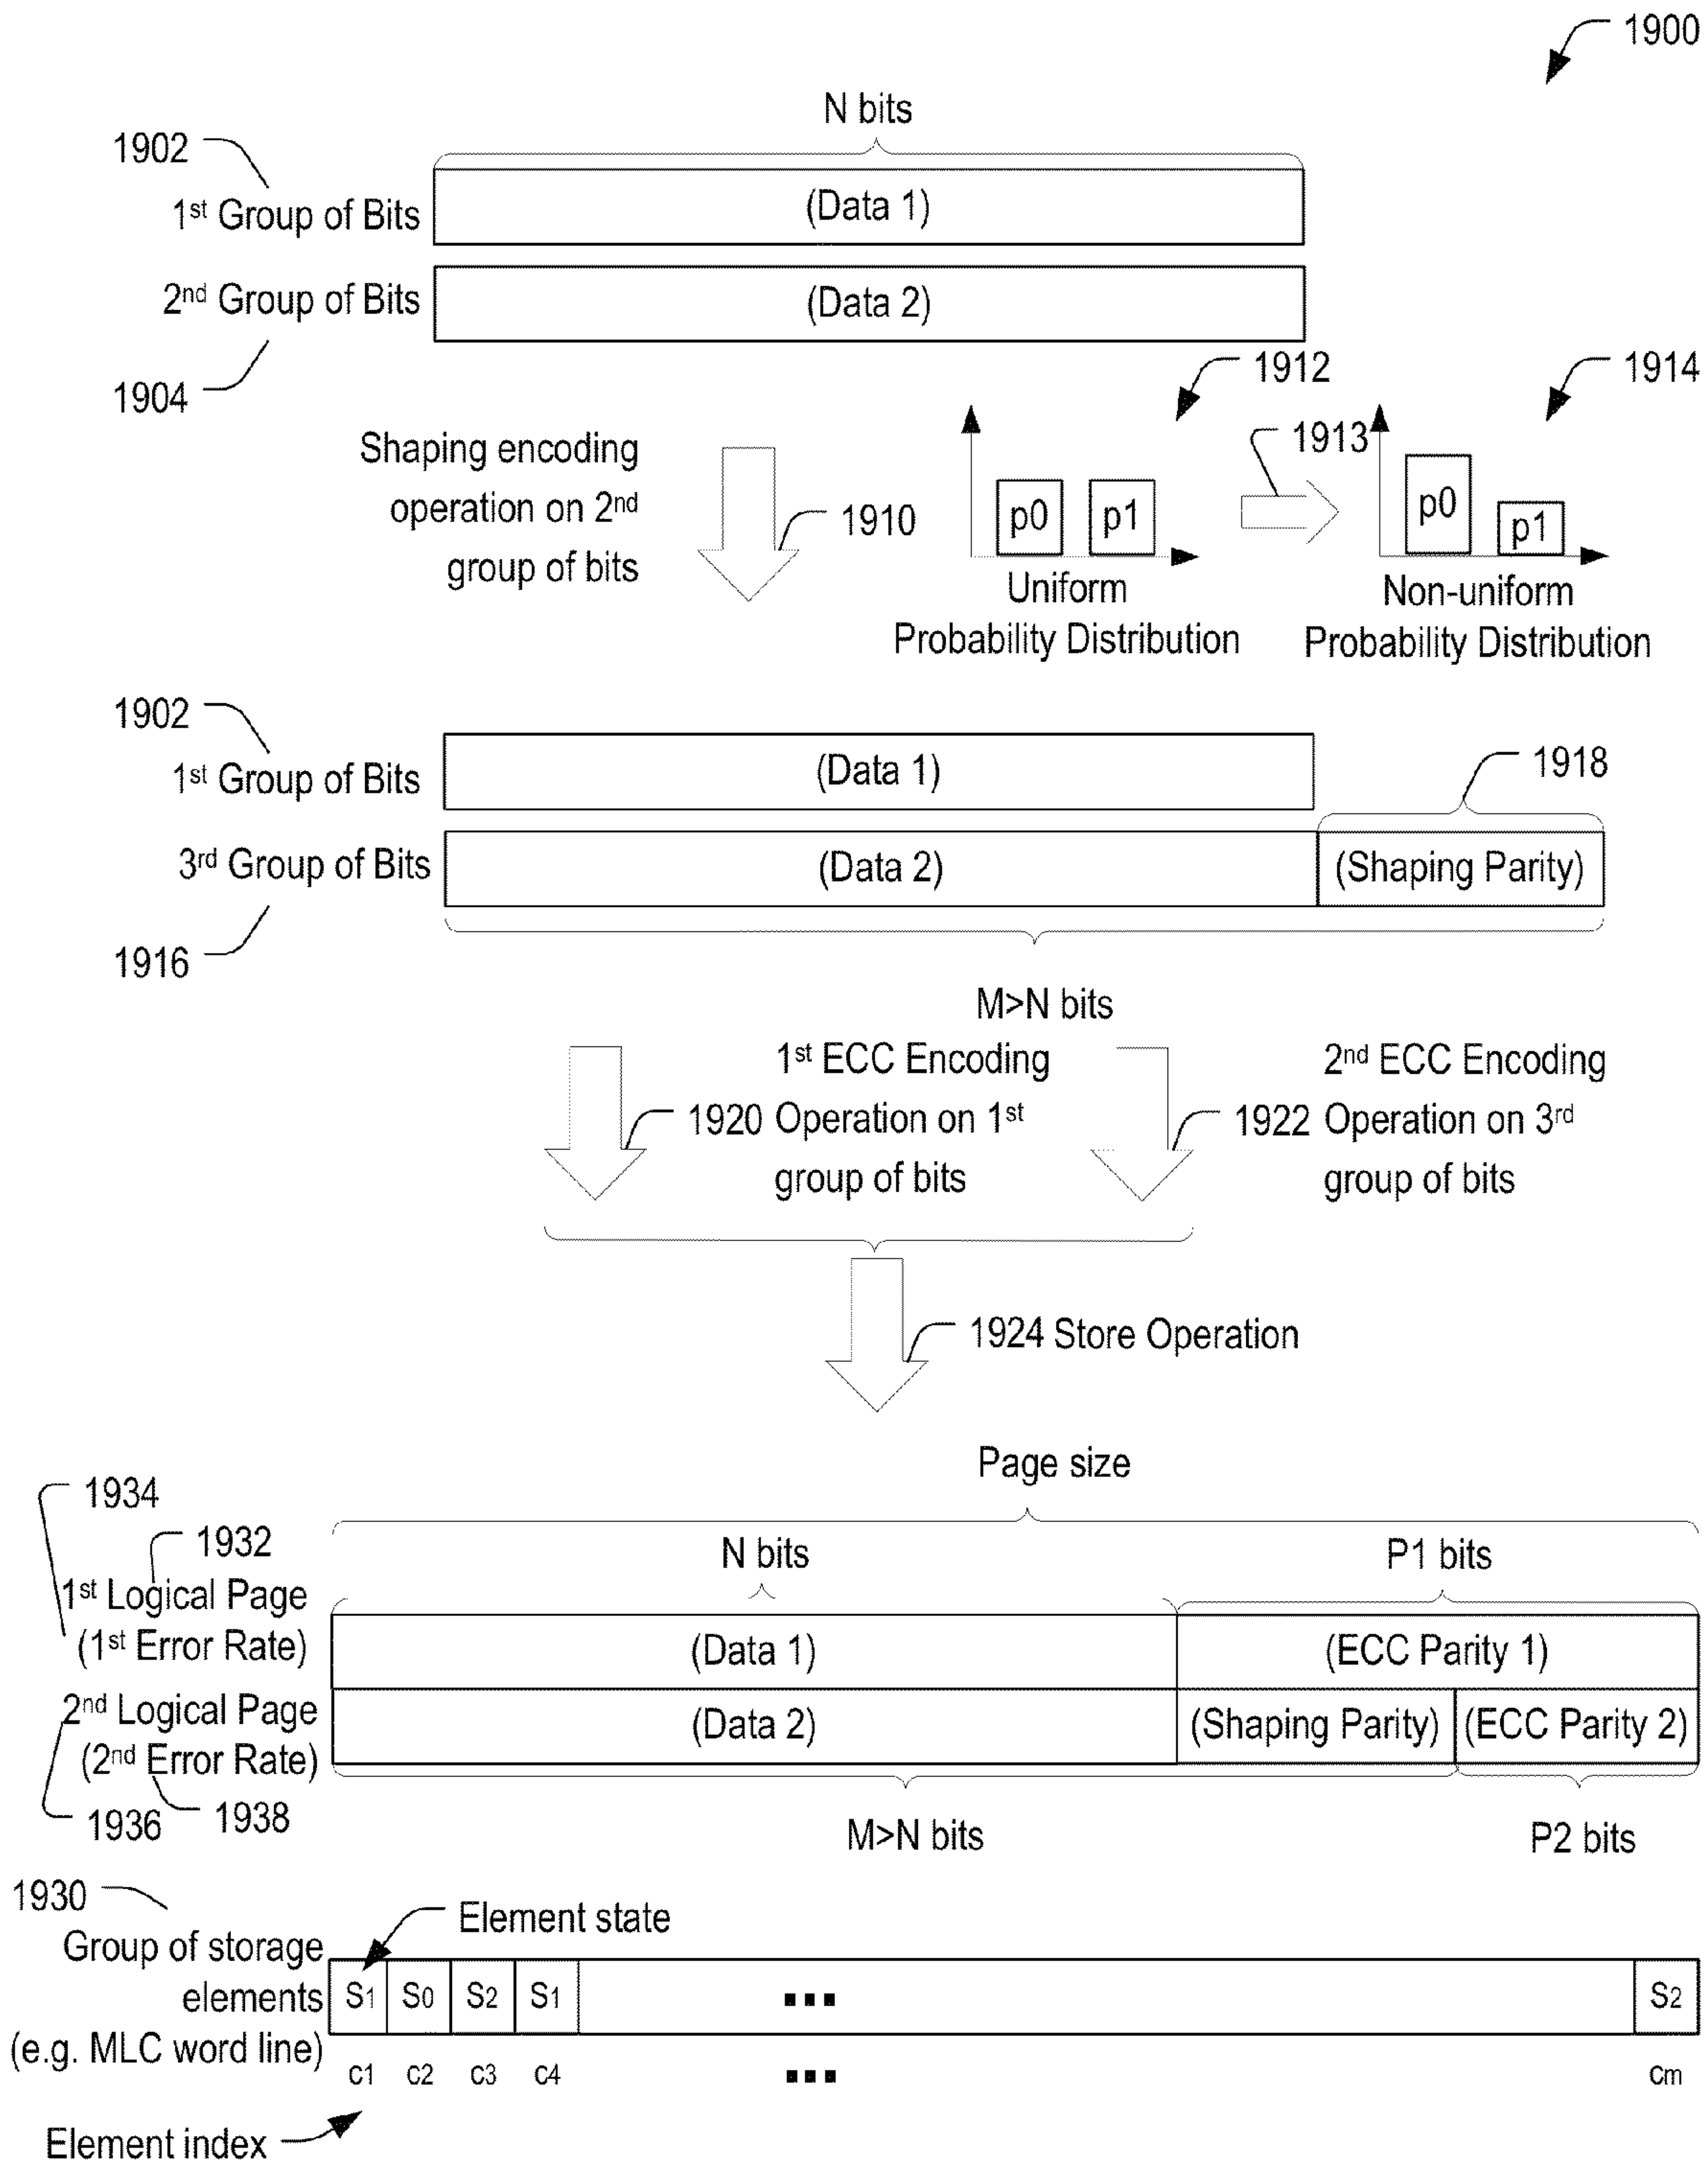 1900
N bits
1902
1st Group of Bits
(Data 1)
2nd Group of Bits
(Data 2)
1904
1912
1914
1913
Shaping encoding
operation on 2nd
group of bits
1910
p0
p1
p0
p1
Uniform
Probability Distribution
Non-uniform
Probability Distribution
1902
1st Group of Bits
(Data 1)
1918
3rd Group of Bits
(Data 2)
(Shaping Parity)
1916
M>N bits
1st ECC Encoding
1920 Operation on 1st
group of bits
2nd ECC Encoding
1922 Operation on 3rd
group of bits
1924 Store Operation
Page size
1934
1932
N bits
P1 bits
1st Logical Page
(1st Error Rate)
(Data 1)
(ECC Parity 1)
2nd Logical Page
(2nd Error Rate)
(Data 2)
(Shaping Parity)
(ECC Parity 2)
1936
1938
M>N bits
P2 bits
1930
Element state
Group of storage
elements
(e.g. MLC word line)
S1 S0 S2 S1 ... S2
c1 c2 c3 c4 ... cm
Element index